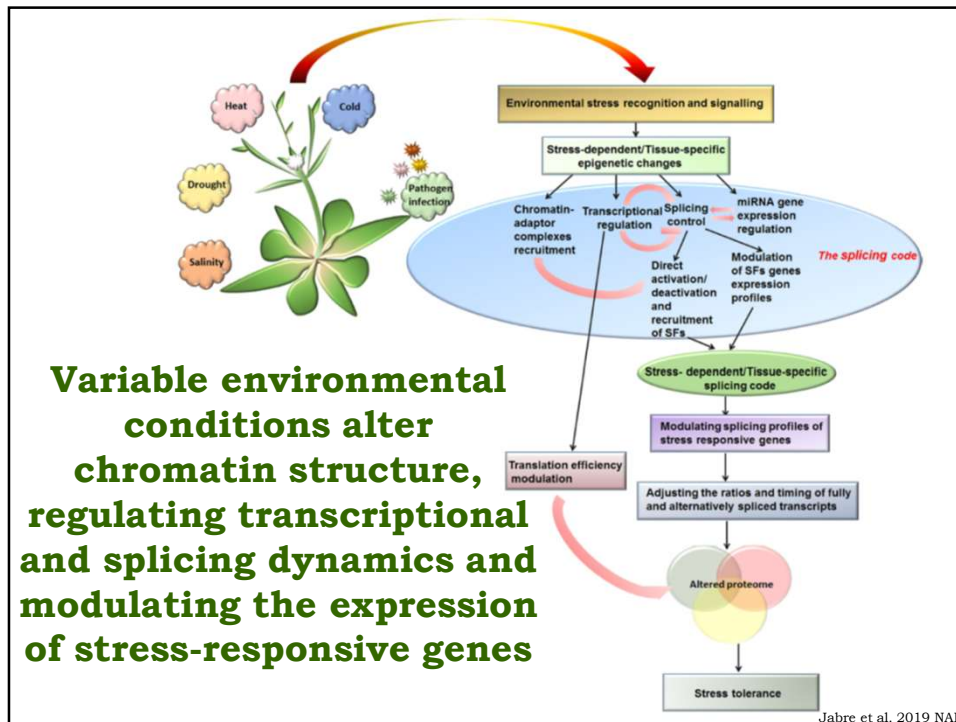 Heat
Cold
Drought
Pathogen
infection
Salinity
Environmental stress recognition and signalling
Stress-dependent/Tissue-specific
epigenetic changes
Chromatin-
adaptor
complexes
recruitment
Transcriptional
regulation
Splicing
control
miRNA gene
expression
regulation
Direct
activation/
deactivation
and
recruitment
of SFs
Modulation
of SFs genes
expression
profiles
The splicing code
Stress- dependent/Tissue-specific
splicing code
Modulating splicing profiles of
stress responsive genes
Translation efficiency
modulation
Adjusting the ratios and timing of fully
and alternatively spliced transcripts
Altered proteome
Stress tolerance
Variable environmental
conditions alter
chromatin structure,
regulating transcriptional
and splicing dynamics and
modulating the expression
of stress-responsive genes
Jabre et al. 2019